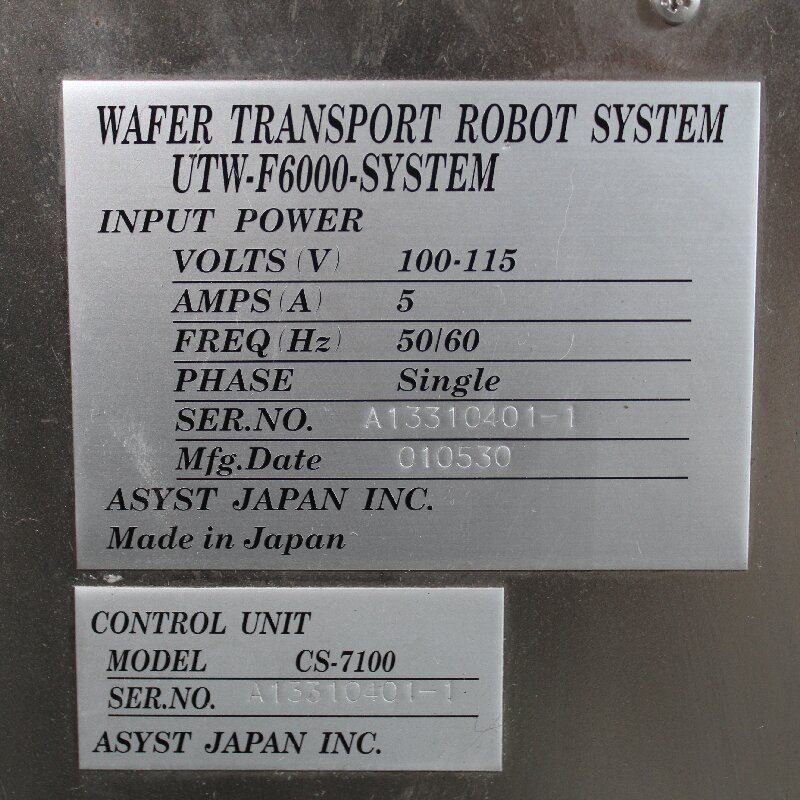 WAFER TRANSPORT ROBOT SYSTEM
UTW-F6000-SYSTEM
INPUT POWER
VOLTS (V) 100-115
AMPS (A) 5
FREQ (Hz) 50/60
PHASE Single
SER.NO. A13310401-1
Mfg.Date 010530
ASYST JAPAN INC.
Made in Japan
CONTROL UNIT
MODEL CS-7100
SER.NO. A13310401-1
ASYST JAPAN INC.